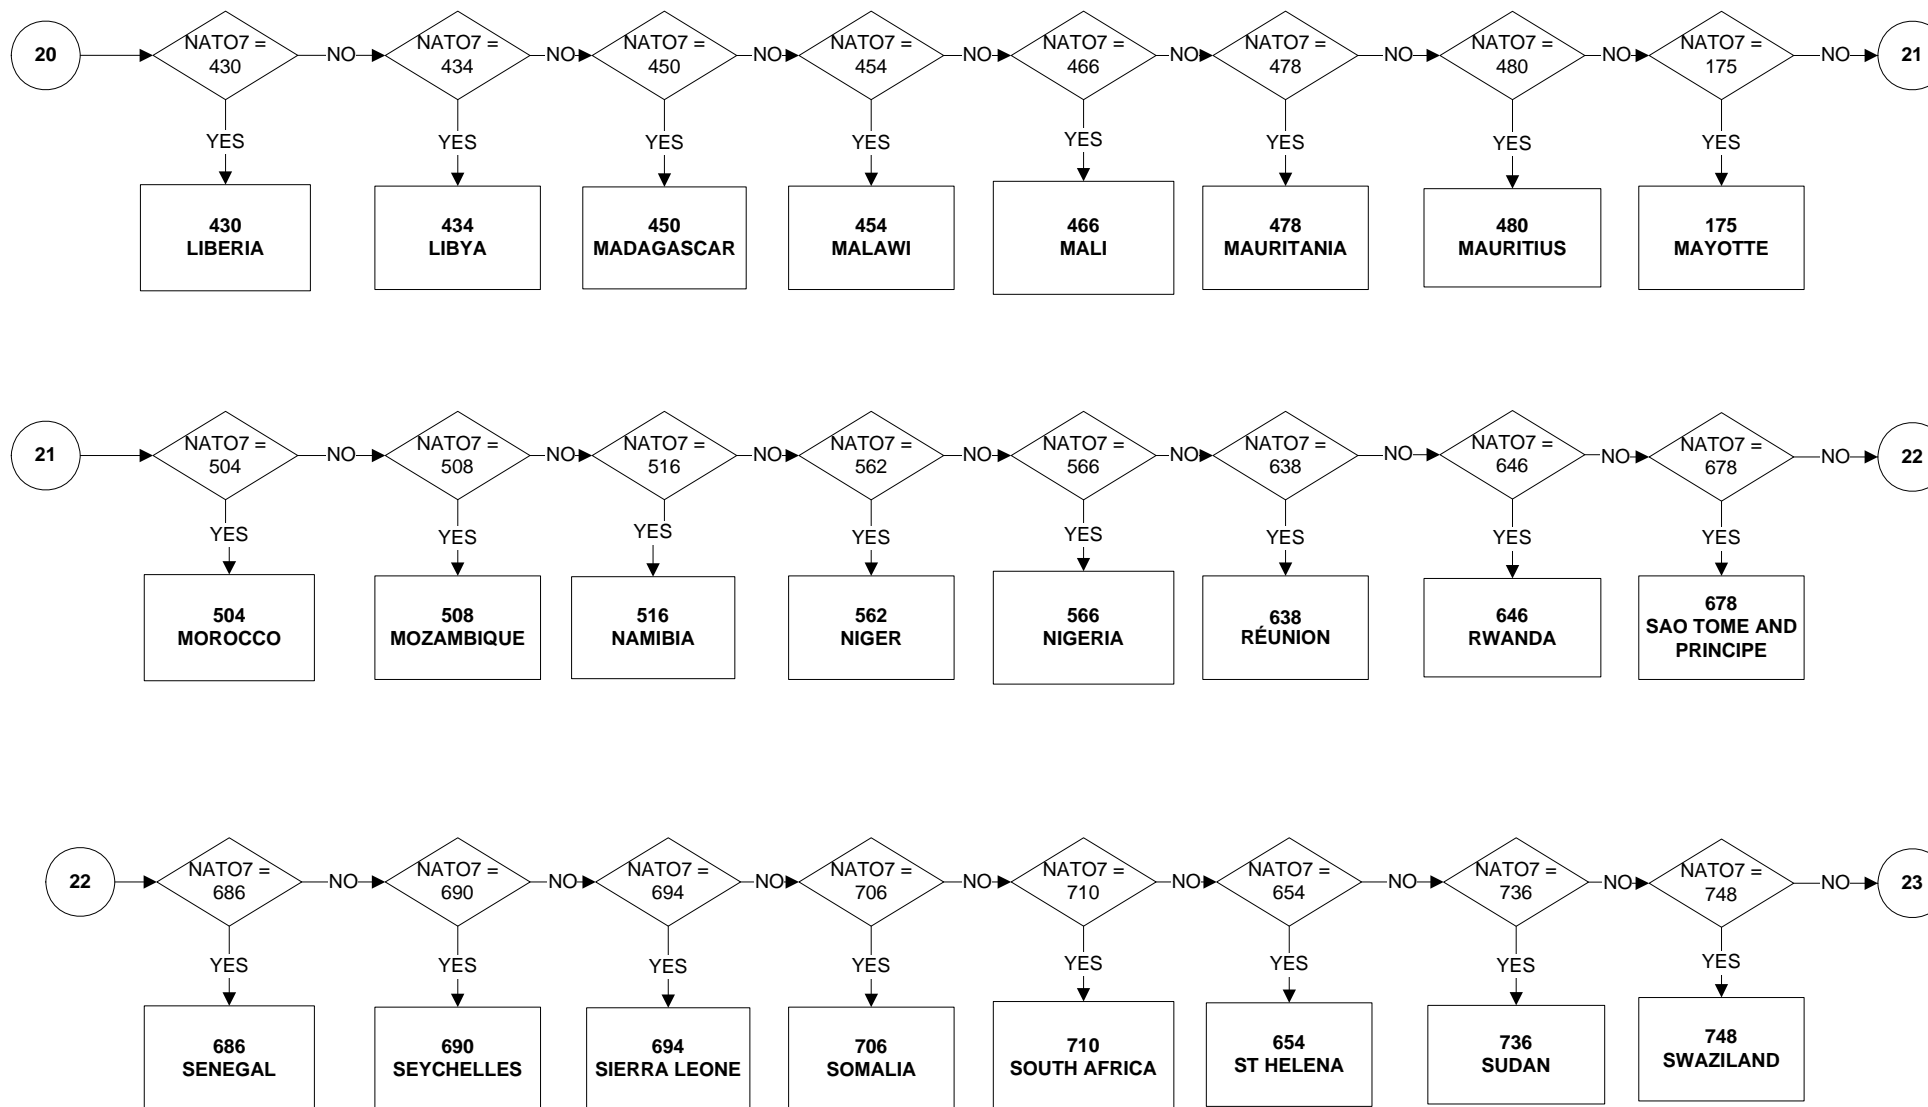 20
NATO7 =
430
NO
NATO7 =
434
NO
NATO7 =
450
NO
NATO7 =
454
NO
NATO7 =
466
NO
NATO7 =
478
NO
NATO7 =
480
NO
NATO7 =
175
NO
21
YES
YES
YES
YES
YES
YES
YES
YES
430
LIBERIA
434
LIBYA
450
MADAGASCAR
454
MALAWI
466
MALI
478
MAURITANIA
480
MAURITIUS
175
MAYOTTE
21
NATO7 =
504
NO
NATO7 =
508
NO
NATO7 =
516
NO
NATO7 =
562
NO
NATO7 =
566
NO
NATO7 =
638
NO
NATO7 =
646
NO
NATO7 =
678
NO
22
YES
YES
YES
YES
YES
YES
YES
YES
504
MOROCCO
508
MOZAMBIQUE
516
NAMIBIA
562
NIGER
566
NIGERIA
638
RÉUNION
646
RWANDA
678
SAO TOME AND
PRINCIPE
22
NATO7 =
686
NO
NATO7 =
690
NO
NATO7 =
694
NO
NATO7 =
706
NO
NATO7 =
710
NO
NATO7 =
654
NO
NATO7 =
736
NO
NATO7 =
748
NO
23
YES
YES
YES
YES
YES
YES
YES
YES
686
SENEGAL
690
SEYCHELLES
694
SIERRA LEONE
706
SOMALIA
710
SOUTH AFRICA
654
ST HELENA
736
SUDAN
748
SWAZILAND